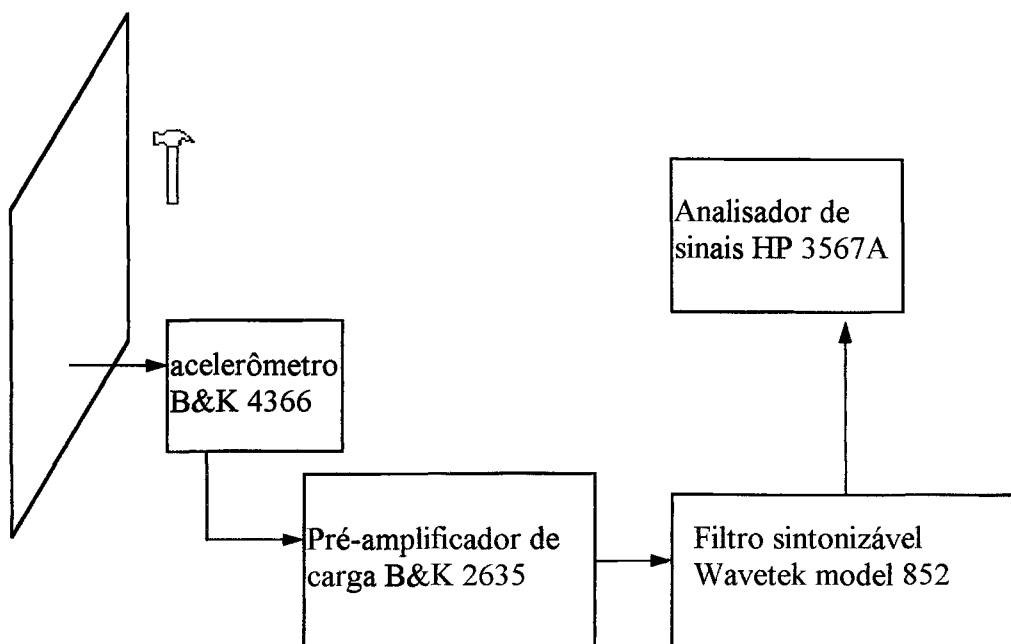 Analisador de
sinais HP 3567A
acelerômetro
B&K 4366
Pré-amplificador de
carga B&K 2635
Filtro sintonizável
Wavetek model 852